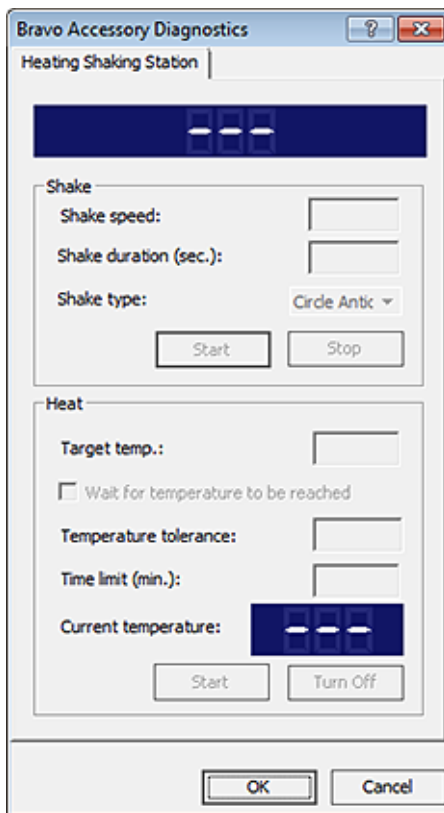 Bravo Accessory Diagnostics
Heating Shaking Station
---
Shake
Shake speed:
Shake duration (sec.):
Shake type: Circle Antic
Start Stop
Heat
Target temp.:
Wait for temperature to be reached
Temperature tolerance:
Time limit (min.):
Current temperature: ---
Start Turn Off
OK Cancel